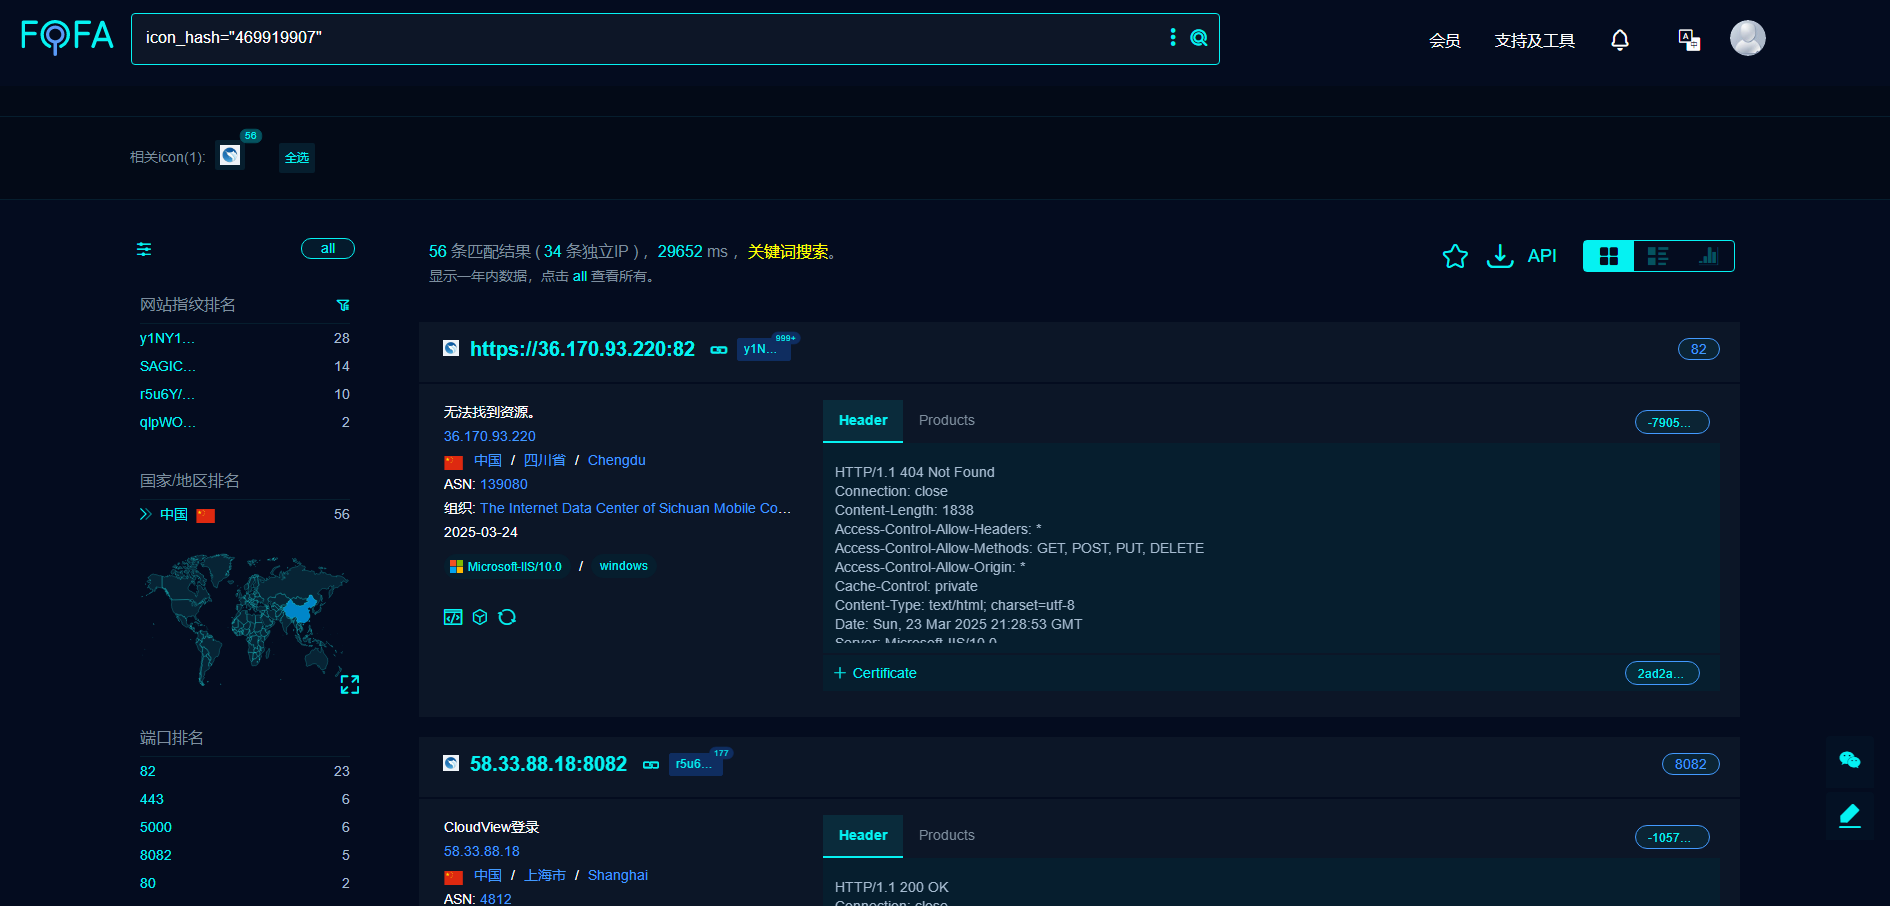 FOFA
icon_hash="469919907"
会员
支持及工具
相关icon(1):
56
全选
all
56 条匹配结果 ( 34 条独立IP ) ，29652 ms ，关键词搜索。
显示一年内数据，点击 all 查看所有。
API
网站指纹排名
y1NY1... 28
SAGIC... 14
r5u6Y/... 10
qlpWO... 2
国家/地区排名
中国 56
端口排名
82 23
443 6
5000 6
8082 5
80 2
https://36.170.93.220:82
y1N...
999+
82
无法找到资源。
36.170.93.220
中国 / 四川省 / Chengdu
ASN: 139080
组织: The Internet Data Center of Sichuan Mobile Co...
2025-03-24
Microsoft-IIS/10.0 / windows
Header
Products
-7905...
HTTP/1.1 404 Not Found
Connection: close
Content-Length: 1838
Access-Control-Allow-Headers: *
Access-Control-Allow-Methods: GET, POST, PUT, DELETE
Access-Control-Allow-Origin: *
Cache-Control: private
Content-Type: text/html; charset=utf-8
Date: Sun, 23 Mar 2025 21:28:53 GMT
Server: Microsoft-IIS/10.0
+ Certificate
2ad2a...
58.33.88.18:8082
r5u6...
177
8082
CloudView登录
58.33.88.18
中国 / 上海市 / Shanghai
ASN: 4812
Header
Products
-1057...
HTTP/1.1 200 OK
Connection: close